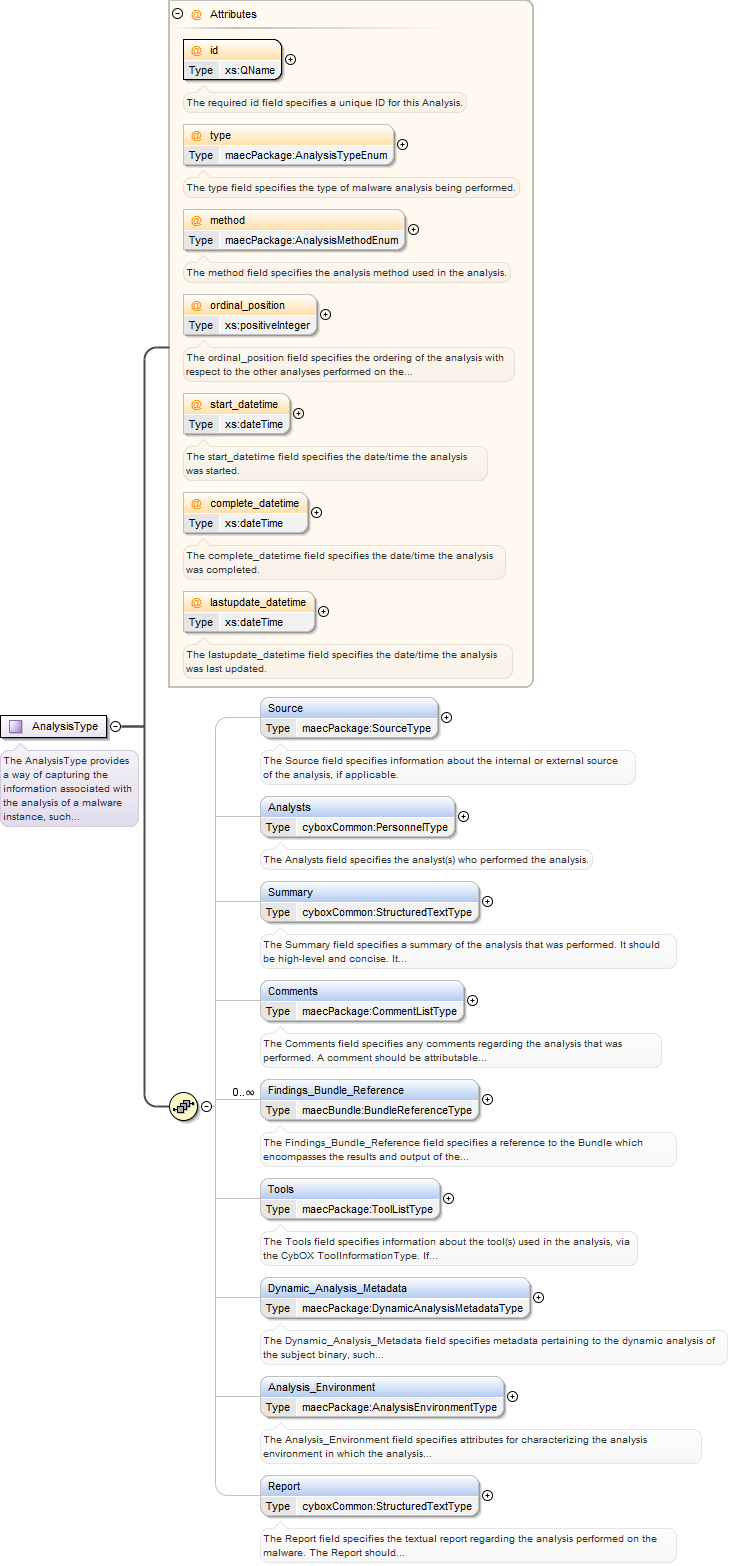 @ Attributes
@ id
Type xs:QName
The required id field specifies a unique ID for this Analysis.
@ type
Type maecPackage:AnalysisTypeEnum
The type field specifies the type of malware analysis being performed.
@ method
Type maecPackage:AnalysisMethodEnum
The method field specifies the analysis method used in the analysis.
@ ordinal_position
Type xs:positiveInteger
The ordinal_position field specifies the ordering of the analysis with
respect to the other analyses performed on the...
@ start_datetime
Type xs:dateTime
The start_datetime field specifies the date/time the analysis
was started.
@ complete_datetime
Type xs:dateTime
The complete_datetime field specifies the date/time the analysis
was completed.
@ lastupdate_datetime
Type xs:dateTime
The lastupdate_datetime field specifies the date/time the analysis
was last updated.
AnalysisType
The AnalysisType provides
a way of capturing the
information associated with
the analysis of a malware
instance, such...
Source
Type maecPackage:SourceType
The Source field specifies information about the internal or external source
of the analysis, if applicable.
Analysts
Type cyboxCommon:PersonnelType
The Analysts field specifies the analyst(s) who performed the analysis.
Summary
Type cyboxCommon:StructuredTextType
The Summary field specifies a summary of the analysis that was performed. It should
be high-level and concise. It...
Comments
Type maecPackage:CommentListType
The Comments field specifies any comments regarding the analysis that was
performed. A comment should be attributable...
0..∞
Findings_Bundle_Reference
Type maecBundle:BundleReferenceType
The Findings_Bundle_Reference field specifies a reference to the Bundle which
encompasses the results and output of the...
Tools
Type maecPackage:ToolListType
The Tools field specifies information about the tool(s) used in the analysis, via
the CybOX ToolInformationType. If...
Dynamic_Analysis_Metadata
Type maecPackage:DynamicAnalysisMetadataType
The Dynamic_Analysis_Metadata field specifies metadata pertaining to the dynamic analysis of
the subject binary, such...
Analysis_Environment
Type maecPackage:AnalysisEnvironmentType
The Analysis_Environment field specifies attributes for characterizing the analysis
environment in which the analysis...
Report
Type cyboxCommon:StructuredTextType
The Report field specifies the textual report regarding the analysis performed on the
malware. The Report should...